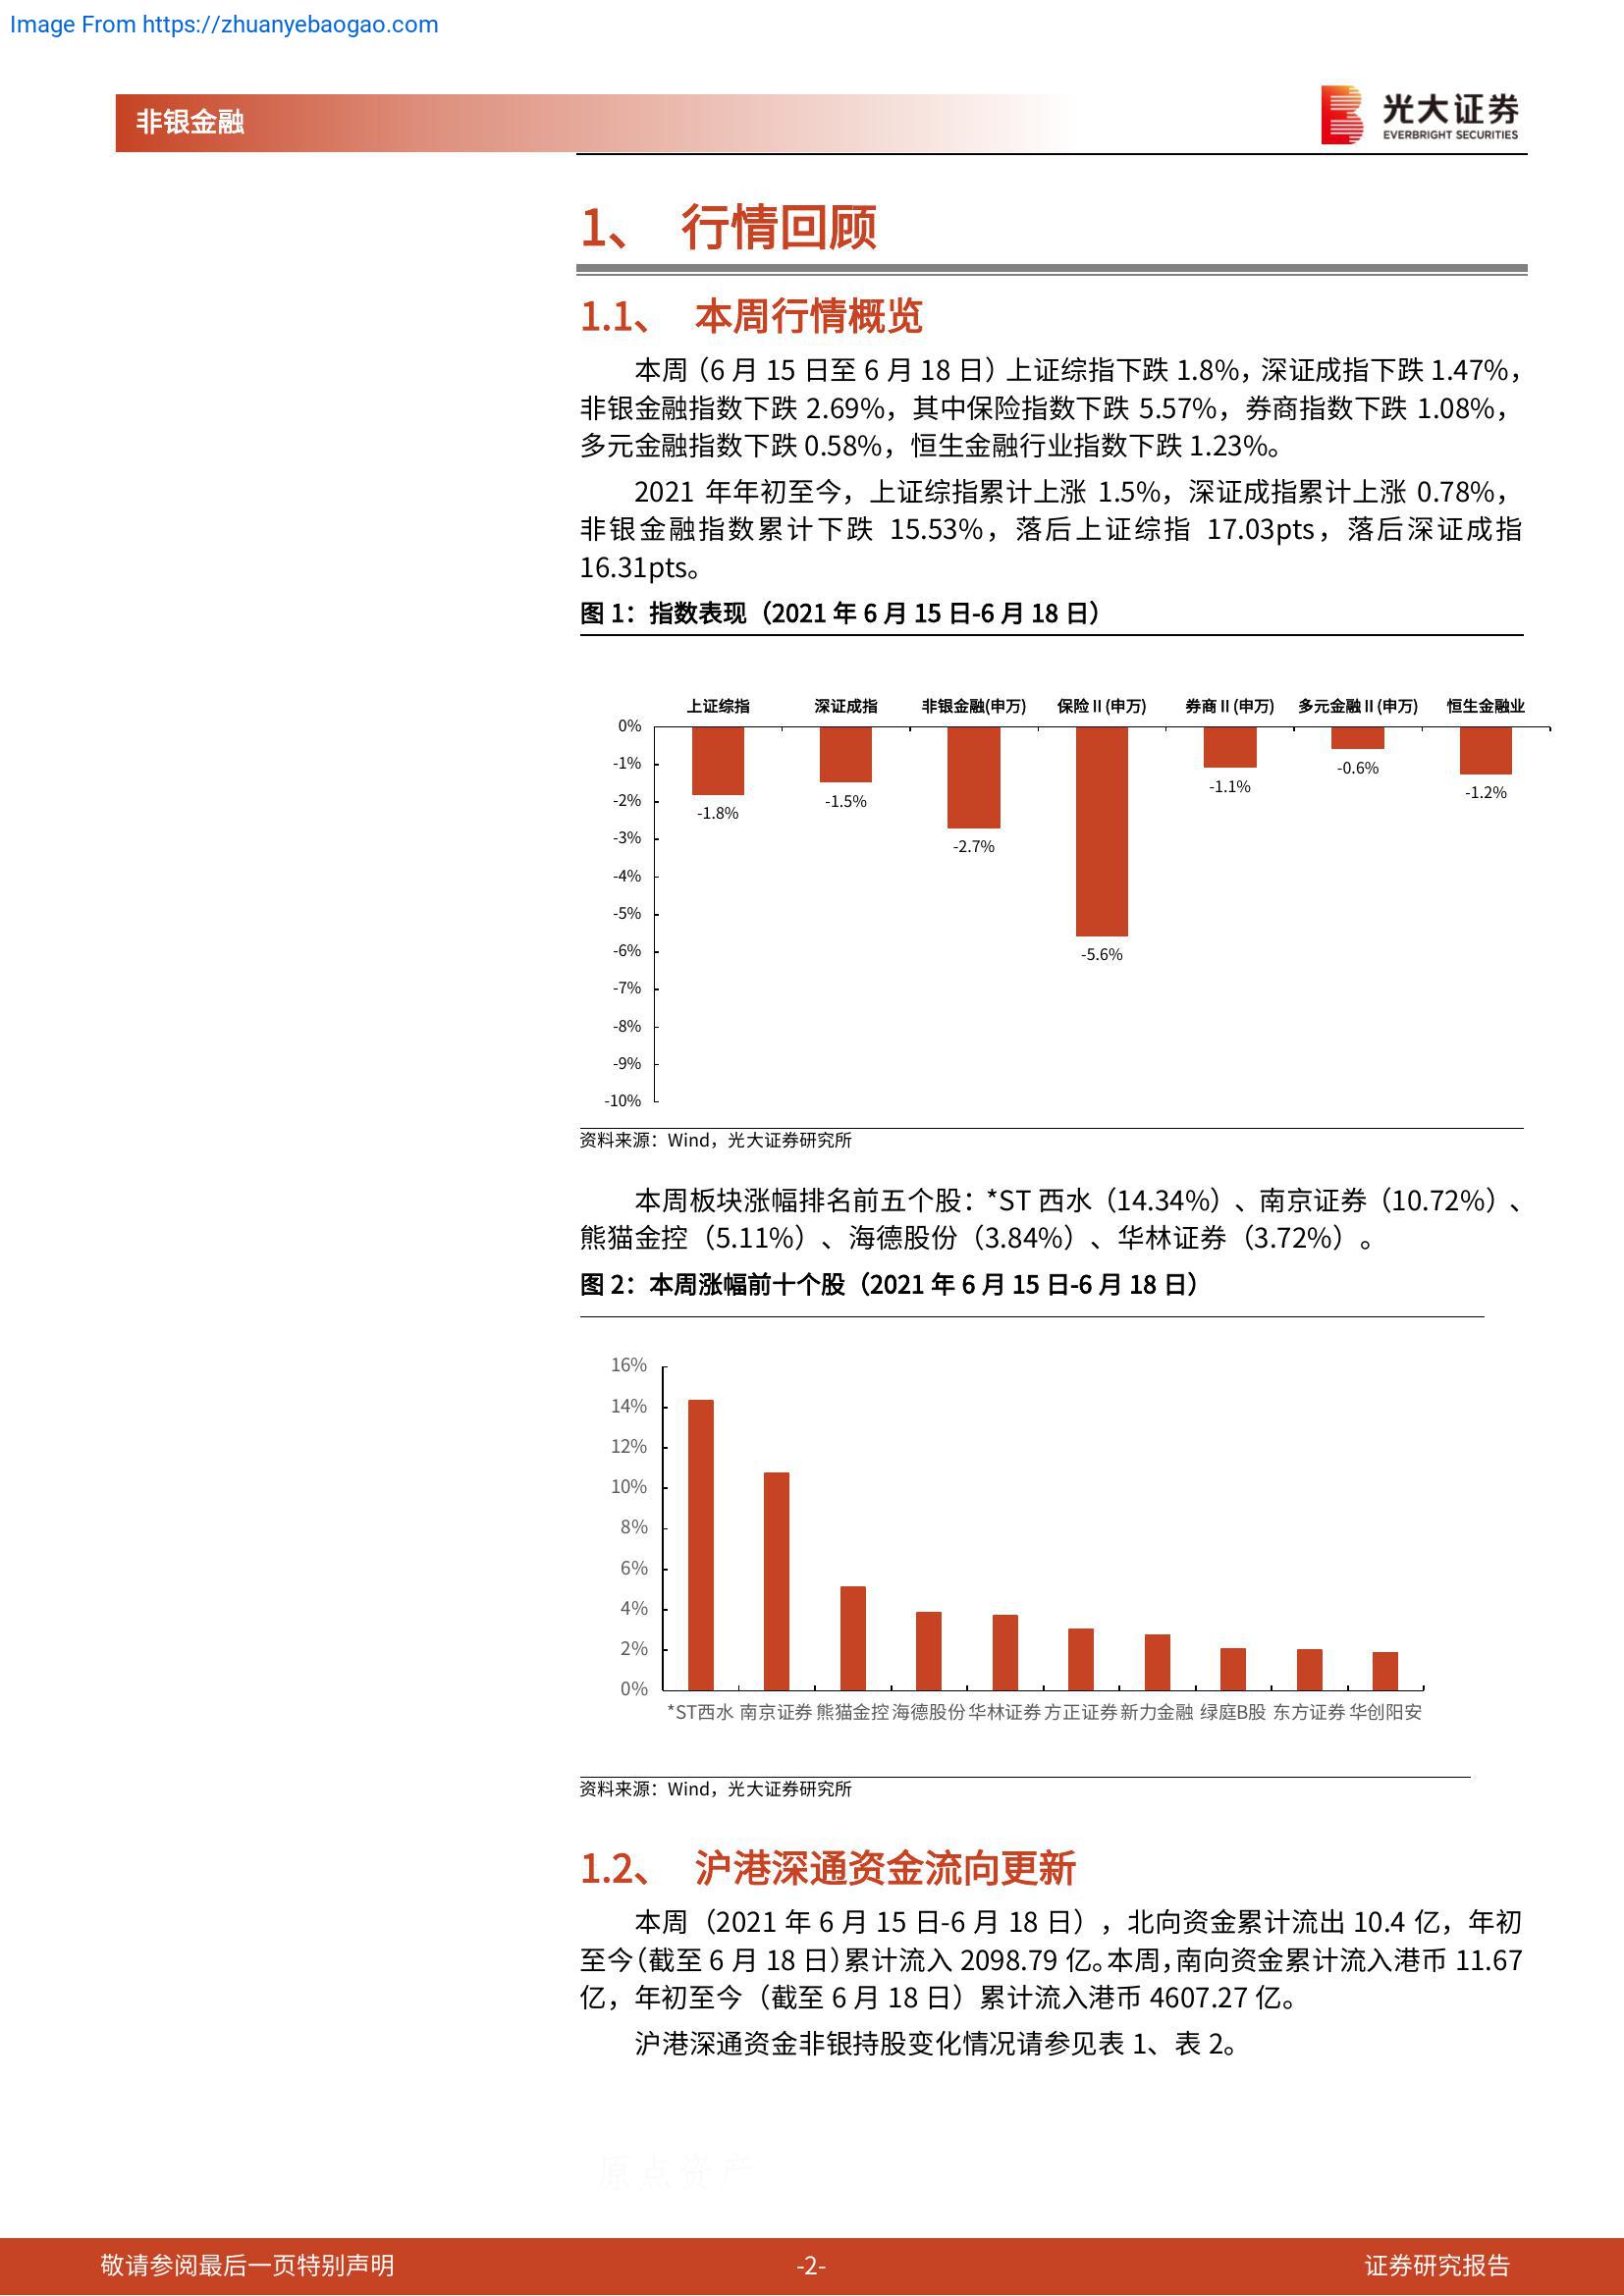 Image From https://zhuanyebaogao.com
非银金融
光大证券
EVERBRIGHT SECURITIES
1、 行情回顾
1.1、 本周行情概览
本周（6 月 15 日至 6 月 18 日）上证综指下跌 1.8%，深证成指下跌 1.47%，
非银金融指数下跌 2.69%，其中保险指数下跌 5.57%，券商指数下跌 1.08%，
多元金融指数下跌 0.58%，恒生金融行业指数下跌 1.23%。
2021 年年初至今，上证综指累计上涨 1.5%，深证成指累计上涨 0.78%，
非银金融指数累计下跌 15.53%，落后上证综指 17.03pts，落后深证成指
16.31pts。
图 1：指数表现（2021 年 6 月 15 日-6 月 18 日）
上证综指 深证成指 非银金融(申万) 保险Ⅱ(申万) 券商Ⅱ(申万) 多元金融Ⅱ(申万) 恒生金融业
0%
-1%
-2%
-3%
-4%
-5%
-6%
-7%
-8%
-9%
-10%
-1.8% -1.5% -2.7% -5.6% -1.1% -0.6% -1.2%
资料来源：Wind，光大证券研究所
本周板块涨幅排名前五个股：*ST 西水（14.34%）、南京证券（10.72%）、
熊猫金控（5.11%）、海德股份（3.84%）、华林证券（3.72%）。
图 2：本周涨幅前十个股（2021 年 6 月 15 日-6 月 18 日）
16%
14%
12%
10%
8%
6%
4%
2%
0%
*ST西水 南京证券 熊猫金控 海德股份 华林证券 方正证券 新力金融 绿庭B股 东方证券 华创阳安
资料来源：Wind，光大证券研究所
1.2、 沪港深通资金流向更新
本周（2021 年 6 月 15 日-6 月 18 日），北向资金累计流出 10.4 亿，年初
至今（截至 6 月 18 日）累计流入 2098.79 亿。本周，南向资金累计流入港币 11.67
亿，年初至今（截至 6 月 18 日）累计流入港币 4607.27 亿。
沪港深通资金非银持股变化情况请参见表 1、表 2。
原点资产
敬请参阅最后一页特别声明 -2- 证券研究报告